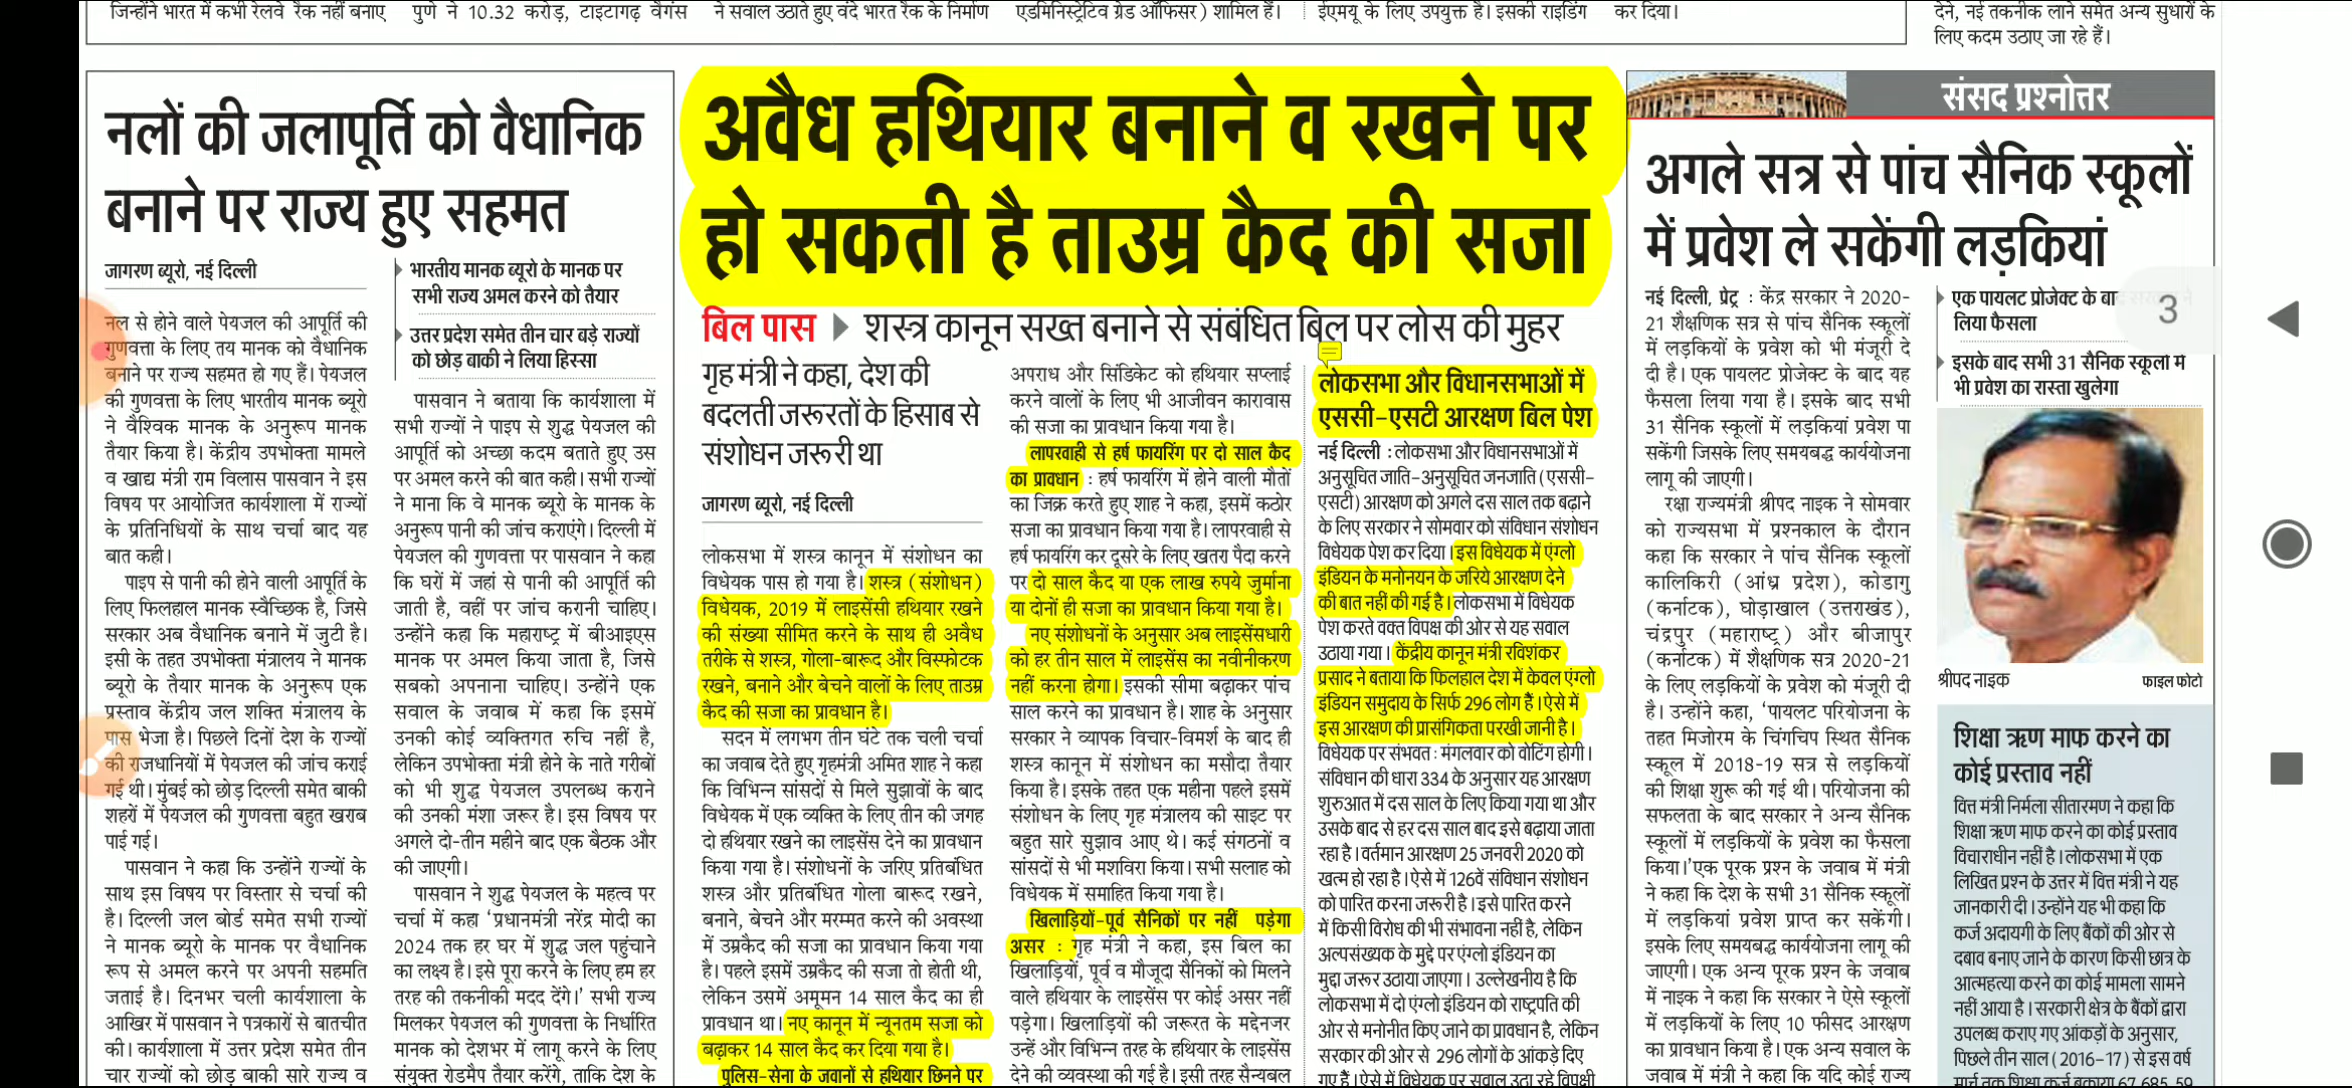 जिन्होंने भारत में कभी रेलवे रैक नहीं बनाए
पुणे ने 10.32 करोड़, टाइटागढ़ वैगंस
ने सवाल उठाते हुए वंदे भारत रैक के निर्माण
एडमिनिस्ट्रेटिव ग्रेड ऑफिसर) शामिल हैं।
ईएमयू के लिए उपयुक्त है। इसकी राइडिंग
कर दिया।
देने, नई तकनीक लाने समेत अन्य सुधारों के
लिए कदम उठाए जा रहे हैं।
नलों की जलापूर्ति को वैधानिक
बनाने पर राज्य हुए सहमत
जागरण ब्यूरो, नई दिल्ली
नल से होने वाले पेयजल की आपूर्ति की
गुणवत्ता के लिए तय मानक को वैधानिक
बनाने पर राज्य सहमत हो गए हैं। पेयजल
की गुणवत्ता के लिए भारतीय मानक ब्यूरो
ने वैश्विक मानक के अनुरूप मानक
तैयार किया है। केंद्रीय उपभोक्ता मामले
व खाद्य मंत्री राम विलास पासवान ने इस
विषय पर आयोजित कार्यशाला में राज्यों
के प्रतिनिधियों के साथ चर्चा बाद यह
बात कही।
पाइप से पानी की होने वाली आपूर्ति के
लिए फिलहाल मानक स्वैच्छिक है, जिसे
सरकार अब वैधानिक बनाने में जुटी है।
इसी के तहत उपभोक्ता मंत्रालय ने मानक
ब्यूरो के तैयार मानक के अनुरूप एक
प्रस्ताव केंद्रीय जल शक्ति मंत्रालय के
पास भेजा है। पिछले दिनों देश के राज्यों
की राजधानियों में पेयजल की जांच कराई
गई थी। मुंबई को छोड़ दिल्ली समेत बाकी
शहरों में पेयजल की गुणवत्ता बहुत खराब
पाई गई।
पासवान ने कहा कि उन्होंने राज्यों के
साथ इस विषय पर विस्तार से चर्चा की
है। दिल्ली जल बोर्ड समेत सभी राज्यों
ने मानक ब्यूरो के मानक पर वैधानिक
रूप से अमल करने पर अपनी सहमति
जताई है। दिनभर चली कार्यशाला के
आखिर में पासवान ने पत्रकारों से बातचीत
की। कार्यशाला में उत्तर प्रदेश समेत तीन
चार राज्यों को छोड़ बाकी सारे राज्य व
भारतीय मानक ब्यूरो के मानक पर
सभी राज्य अमल करने को तैयार
उत्तर प्रदेश समेत तीन चार बड़े राज्यों
को छोड़ बाकी ने लिया हिस्सा
पासवान ने बताया कि कार्यशाला में
सभी राज्यों ने पाइप से शुद्ध पेयजल की
आपूर्ति को अच्छा कदम बताते हुए उस
पर अमल करने की बात कही। सभी राज्यों
ने माना कि वे मानक ब्यूरो के मानक के
अनुरूप पानी की जांच कराएंगे। दिल्ली में
पेयजल की गुणवत्ता पर पासवान ने कहा
कि घरों में जहां से पानी की आपूर्ति की
जाती है, वहीं पर जांच करानी चाहिए।
उन्होंने कहा कि महाराष्ट्र में बीआइएस
मानक पर अमल किया जाता है, जिसे
सबको अपनाना चाहिए। उन्होंने एक
सवाल के जवाब में कहा कि इसमें
उनकी कोई व्यक्तिगत रुचि नहीं है,
लेकिन उपभोक्ता मंत्री होने के नाते गरीबों
को भी शुद्ध पेयजल उपलब्ध कराने
की उनकी मंशा जरूर है। इस विषय पर
अगले दो-तीन महीने बाद एक बैठक और
की जाएगी।
पासवान ने शुद्ध पेयजल के महत्व पर
चर्चा में कहा ‘प्रधानमंत्री नरेंद्र मोदी का
2024 तक हर घर में शुद्ध जल पहुंचाने
का लक्ष्य है। इसे पूरा करने के लिए हम हर
तरह की तकनीकी मदद देंगे।' सभी राज्य
मिलकर पेयजल की गुणवत्ता के निर्धारित
मानक को देशभर में लागू करने के लिए
संयुक्त रोडमैप तैयार करेंगे, ताकि देश के
अवैध हथियार बनाने व रखने पर
हो सकती है ताउम्र कैद की सजा
बिल पास शस्त्र कानून सख्त बनाने से संबंधित बिल पर लोस की मुहर
गृह मंत्री ने कहा, देश की
बदलती जरूरतों के हिसाब से
संशोधन जरूरी था
जागरण ब्यूरो, नई दिल्ली
लोकसभा में शस्त्र कानून में संशोधन का
विधेयक पास हो गया है। शस्त्र (संशोधन)
विधेयक, 2019 में लाइसेंसी हथियार रखने
की संख्या सीमित करने के साथ ही अवैध
तरीके से शस्त्र, गोला-बारूद और विस्फोटक
रखने, बनाने और बेचने वालों के लिए ताउम्र
कैद की सजा का प्रावधान है।
सदन में लगभग तीन घंटे तक चली चर्चा
का जवाब देते हुए गृहमंत्री अमित शाह ने कहा
कि विभिन्न सांसदों से मिले सुझावों के बाद
विधेयक में एक व्यक्ति के लिए तीन की जगह
दो हथियार रखने का लाइसेंस देने का प्रावधान
किया गया है। संशोधनों के जरिए प्रतिबंधित
शस्त्र और प्रतिबंधित गोला बारूद रखने,
बनाने, बेचने और मरम्मत करने की अवस्था
में उम्रकैद की सजा का प्रावधान किया गया
है। पहले इसमें उम्रकैद की सजा तो होती थी,
लेकिन उसमें अमूमन 14 साल कैद का ही
प्रावधान था। नए कानून में न्यूनतम सजा को
बढ़ाकर 14 साल कैद कर दिया गया है।
पुलिस-सेना के जवानों से हथियार छिनने पर
अपराध और सिंडिकेट को हथियार सप्लाई
करने वालों के लिए भी आजीवन कारावास
की सजा का प्रावधान किया गया है।
लापरवाही से हर्ष फायरिंग पर दो साल कैद
का प्रावधान : हर्ष फायरिंग में होने वाली मौतों
का जिक्र करते हुए शाह ने कहा, इसमें कठोर
सजा का प्रावधान किया गया है। लापरवाही से
हर्ष फायरिंग कर दूसरे के लिए खतरा पैदा करने
पर दो साल कैद या एक लाख रुपये जुर्माना
या दोनों ही सजा का प्रावधान किया गया है।
नए संशोधनों के अनुसार अब लाइसेंसधारी
को हर तीन साल में लाइसेंस का नवीनीकरण
नहीं करना होगा। इसकी सीमा बढ़ाकर पांच
साल करने का प्रावधान है। शाह के अनुसार
सरकार ने व्यापक विचार-विमर्श के बाद ही
शस्त्र कानून में संशोधन का मसौदा तैयार
किया है। इसके तहत एक महीना पहले इसमें
संशोधन के लिए गृह मंत्रालय की साइट पर
बहुत सारे सुझाव आए थे। कई संगठनों व
सांसदों से भी मशविरा किया। सभी सलाह को
विधेयक में समाहित किया गया है।
खिलाड़ियों-पूर्व सैनिकों पर नहीं पड़ेगा
असर : गृह मंत्री ने कहा, इस बिल का
खिलाड़ियों, पूर्व व मौजूदा सैनिकों को मिलने
वाले हथियार के लाइसेंस पर कोई असर नहीं
पड़ेगा। खिलाड़ियों की जरूरत के मद्देनजर
उन्हें और विभिन्न तरह के हथियार के लाइसेंस
देने की व्यवस्था की गई है। इसी तरह सैन्यबल
लोकसभा और विधानसभाओं में
एससी-एसटी आरक्षण बिल पेश
नई दिल्ली : लोकसभा और विधानसभाओं में
अनुसूचित जाति-अनुसूचित जनजाति (एससी-
एसटी) आरक्षण को अगले दस साल तक बढ़ाने
के लिए सरकार ने सोमवार को संविधान संशोधन
विधेयक पेश कर दिया। इस विधेयक में एंग्लो
इंडियन के मनोनयन के जरिये आरक्षण देने
की बात नहीं की गई है। लोकसभा में विधेयक
पेश करते वक्त विपक्ष की ओर से यह सवाल
उठाया गया। केंद्रीय कानून मंत्री रविशंकर
प्रसाद ने बताया कि फिलहाल देश में केवल एंग्लो
इंडियन समुदाय के सिर्फ 296 लोग हैं। ऐसे में
इस आरक्षण की प्रासंगिकता परखी जानी है।
विधेयक पर संभवत: मंगलवार को वोटिंग होगी।
संविधान की धारा 334 के अनुसार यह आरक्षण
शुरुआत में दस साल के लिए किया गया था और
उसके बाद से हर दस साल बाद इसे बढ़ाया जाता
रहा है। वर्तमान आरक्षण 25 जनवरी 2020 को
खत्म हो रहा है। ऐसे में 126वें संविधान संशोधन
को पारित करना जरूरी है। इसे पारित करने
में किसी विरोध की भी संभावना नहीं है, लेकिन
अल्पसंख्यक के मुद्दे पर एंग्लो इंडियन का
मुद्दा जरूर उठाया जाएगा। उल्लेखनीय है कि
लोकसभा में दो एंग्लो इंडियन को राष्ट्रपति की
ओर से मनोनीत किए जाने का प्रावधान है, लेकिन
सरकार की ओर से 296 लोगों के आंकड़े दिए
गए हैं। ऐसे में विधेयक पर सवाल उठा रहे विपक्षी
संसद प्रश्नोत्तर
अगले सत्र से पांच सैनिक स्कूलों
में प्रवेश ले सकेंगी लड़कियां
नई दिल्ली, प्रेट्र : केंद्र सरकार ने 2020-
21 शैक्षणिक सत्र से पांच सैनिक स्कूलों
में लड़कियों के प्रवेश को भी मंजूरी दे
दी है। एक पायलट प्रोजेक्ट के बाद यह
फैसला लिया गया है। इसके बाद सभी
31 सैनिक स्कूलों में लड़कियां प्रवेश पा
सकेंगी जिसके लिए समयबद्ध कार्ययोजना
लागू की जाएगी।
रक्षा राज्यमंत्री श्रीपद नाइक ने सोमवार
को राज्यसभा में प्रश्नकाल के दौरान
कहा कि सरकार ने पांच सैनिक स्कूलों
कालिकिरी (आंध्र प्रदेश), कोडागु
(कर्नाटक), घोड़ाखाल (उत्तराखंड),
चंद्रपुर (महाराष्ट्र) और बीजापुर
(कर्नाटक) में शैक्षणिक सत्र 2020-21
के लिए लड़कियों के प्रवेश को मंजूरी दी
है। उन्होंने कहा, ‘पायलट परियोजना के
तहत मिजोरम के चिंगचिप स्थित सैनिक
स्कूल में 2018-19 सत्र से लड़कियों
की शिक्षा शुरू की गई थी। परियोजना की
सफलता के बाद सरकार ने अन्य सैनिक
स्कूलों में लड़कियों के प्रवेश का फैसला
किया।' एक पूरक प्रश्न के जवाब में मंत्री
ने कहा कि देश के सभी 31 सैनिक स्कूलों
में लड़कियां प्रवेश प्राप्त कर सकेंगी।
इसके लिए समयबद्ध कार्ययोजना लागू की
जाएगी। एक अन्य पूरक प्रश्न के जवाब
में नाइक ने कहा कि सरकार ने ऐसे स्कूलों
में लड़कियों के लिए 10 फीसद आरक्षण
का प्रावधान किया है। एक अन्य सवाल के
जवाब में मंत्री ने कहा कि यदि कोई राज्य
एक पायलट प्रोजेक्ट के बाद
लिया फैसला
इसके बाद सभी 31 सैनिक स्कूलों में
भी प्रवेश का रास्ता खुलेगा
3
श्रीपद नाइक
फाइल फोटो
शिक्षा ऋण माफ करने का
कोई प्रस्ताव नहीं
वित्त मंत्री निर्मला सीतारमण ने कहा कि
शिक्षा ऋण माफ करने का कोई प्रस्ताव
विचाराधीन नहीं है। लोकसभा में एक
लिखित प्रश्न के उत्तर में वित्त मंत्री ने यह
जानकारी दी। उन्होंने यह भी कहा कि
कर्ज अदायगी के लिए बैंकों की ओर से
दबाव बनाए जाने के कारण किसी छात्र के
आत्महत्या करने का कोई मामला सामने
नहीं आया है। सरकारी क्षेत्र के बैंकों द्वारा
उपलब्ध कराए गए आंकड़ों के अनुसार,
पिछले तीन साल (2016-17) से इस वर्ष
मार्च तक शिक्षा कर्ज बकाया